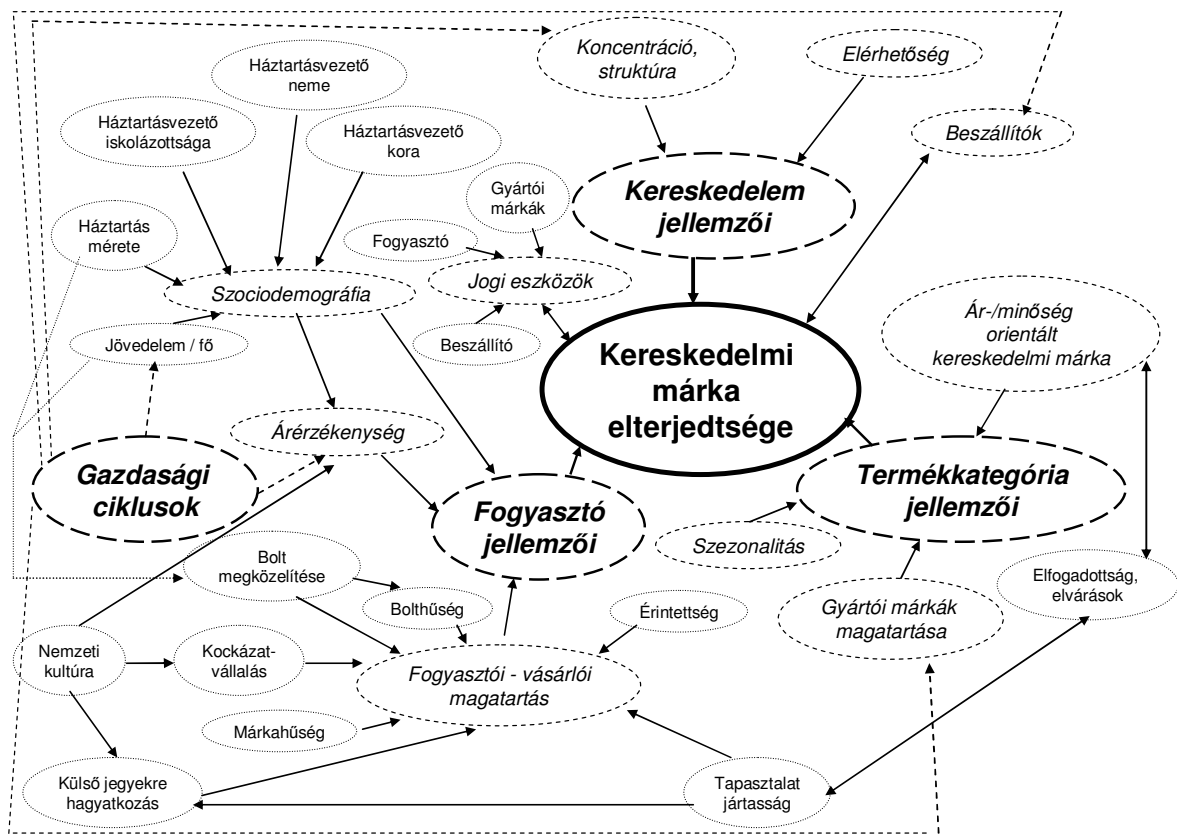 Koncentráció,
struktúra
Elérhetőség
Háztartásvezető
neme
Háztartásvezető
iskolázottsága
Háztartásvezető
kora
Beszállítók
Kereskedelem
jellemzői
Gyártói
márkák
Háztartás
mérete
Fogyasztó
Szociodemográfia
Jogi eszközök
Jövedelem / fő
Beszállító
Ár-/minőség
orientált
kereskedelmi márka
Kereskedelmi
márka
elterjedtsége
Árérzékenység
Gazdasági
ciklusok
Termékkategória
jellemzői
Fogyasztó
jellemzői
Szezonalitás
Bolt
megközelítése
Bolthűség
Érintettség
Gyártói márkák
magatartása
Elfogadottság,
elvárások
Nemzeti
kultúra
Kockázat-
vállalás
Fogyasztói - vásárlói
magatartás
Márkahűség
Külső jegyekre
hagyatkozás
Tapasztalat
jártasság